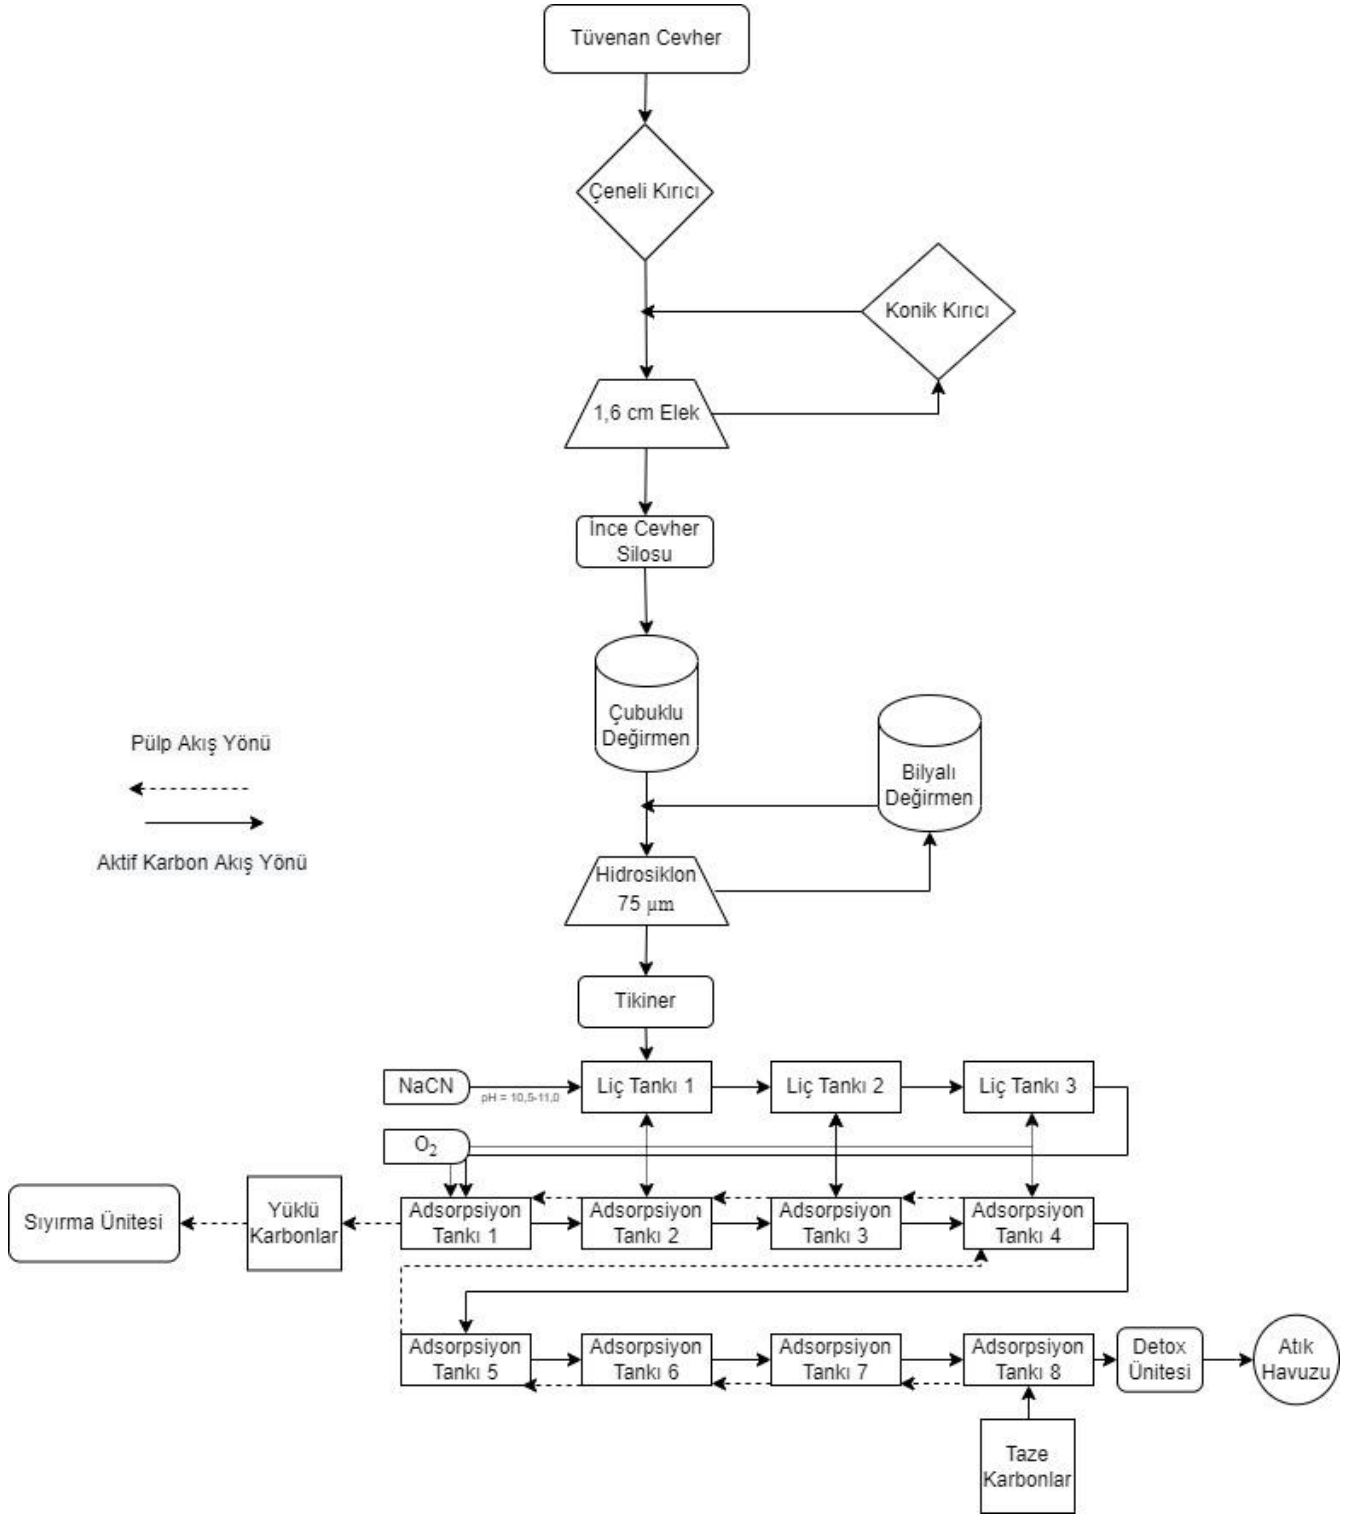 Tüvenan Cevher
Çeneli Kırıcı
Konik Kırıcı
1,6 cm Elek
İnce Cevher
Silosu
Çubuklu
Değirmen
Bilyalı
Değirmen
Pülp Akış Yönü
Aktif Karbon Akış Yönü
Hidrosiklon
75 μm
Tikiner
NaCN
pH = 10,5-11,0
Liç Tankı 1
Liç Tankı 2
Liç Tankı 3
O₂
Sıyırma Ünitesi
Yüklü
Karbonlar
Adsorpsiyon
Tankı 1
Adsorpsiyon
Tankı 2
Adsorpsiyon
Tankı 3
Adsorpsiyon
Tankı 4
Adsorpsiyon
Tankı 5
Adsorpsiyon
Tankı 6
Adsorpsiyon
Tankı 7
Adsorpsiyon
Tankı 8
Detox
Ünitesi
Atık
Havuzu
Taze
Karbonlar